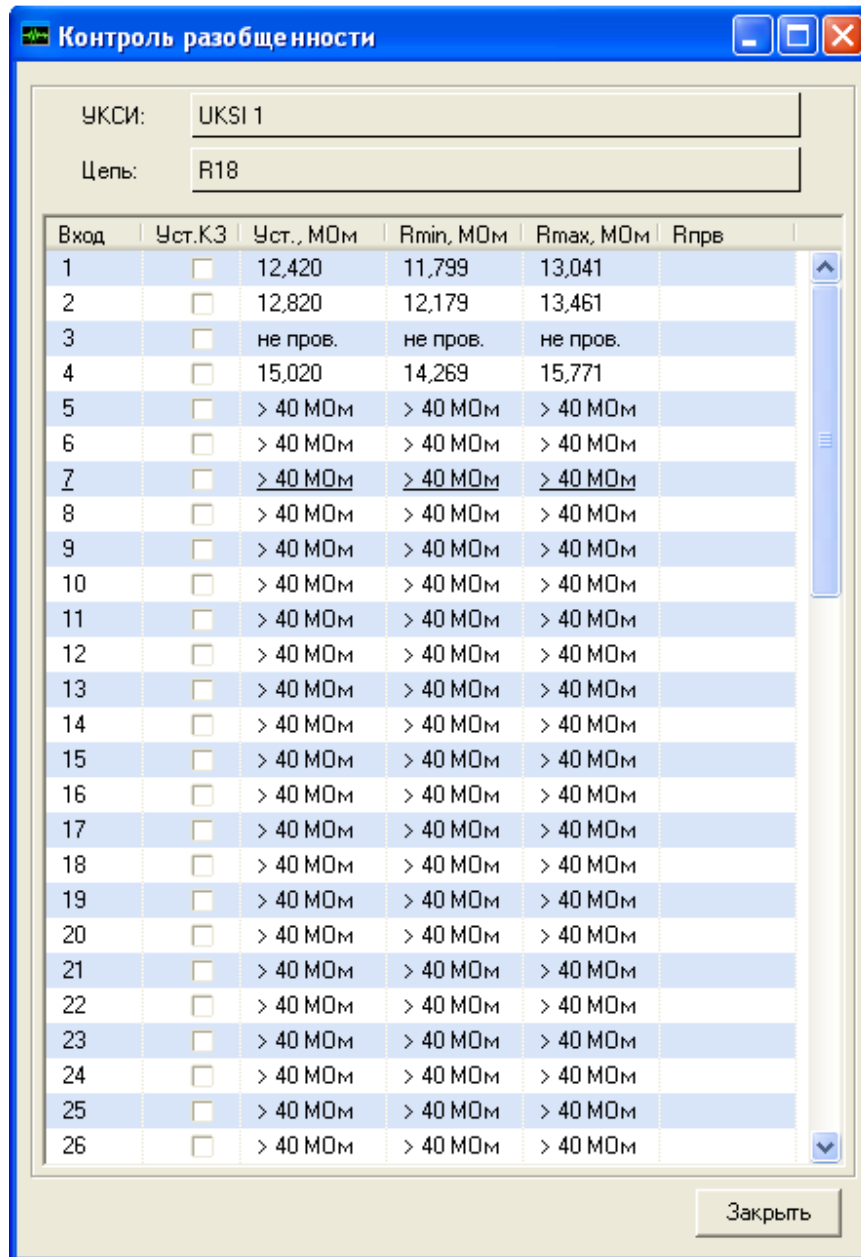 Контроль разобщенности
УКСИ: UKSI 1
Цепь: R18
Вход Уст.КЗ Уст., МОм Rmin, МОм Rmax, МОм Rпрв
1 12,420 11,799 13,041
2 12,820 12,179 13,461
3 не пров. не пров. не пров.
4 15,020 14,269 15,771
5 > 40 МОм > 40 МОм > 40 МОм
6 > 40 МОм > 40 МОм > 40 МОм
7 > 40 МОм > 40 МОм > 40 МОм
8 > 40 МОм > 40 МОм > 40 МОм
9 > 40 МОм > 40 МОм > 40 МОм
10 > 40 МОм > 40 МОм > 40 МОм
11 > 40 МОм > 40 МОм > 40 МОм
12 > 40 МОм > 40 МОм > 40 МОм
13 > 40 МОм > 40 МОм > 40 МОм
14 > 40 МОм > 40 МОм > 40 МОм
15 > 40 МОм > 40 МОм > 40 МОм
16 > 40 МОм > 40 МОм > 40 МОм
17 > 40 МОм > 40 МОм > 40 МОм
18 > 40 МОм > 40 МОм > 40 МОм
19 > 40 МОм > 40 МОм > 40 МОм
20 > 40 МОм > 40 МОм > 40 МОм
21 > 40 МОм > 40 МОм > 40 МОм
22 > 40 МОм > 40 МОм > 40 МОм
23 > 40 МОм > 40 МОм > 40 МОм
24 > 40 МОм > 40 МОм > 40 МОм
25 > 40 МОм > 40 МОм > 40 МОм
26 > 40 МОм > 40 МОм > 40 МОм
Закрыть